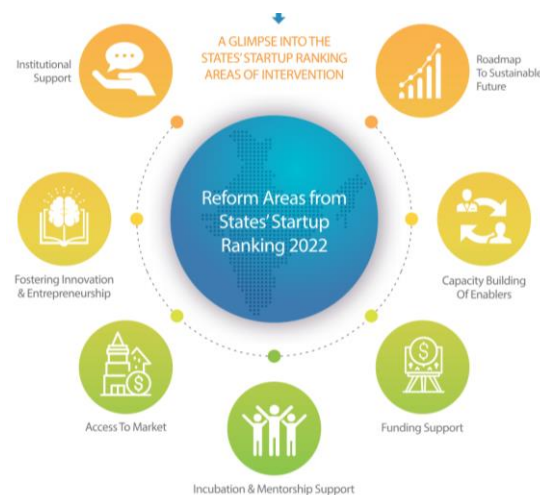 A GLIMPSE INTO THE
STATES' STARTUP RANKING
AREAS OF INTERVENTION
Institutional
Support
Roadmap
To Sustainable
Future
Reform Areas from
States' Startup
Ranking 2022
Fostering Innovation
& Entrepreneurship
Capacity Building
Of Enablers
Access To Market
Funding Support
Incubation & Mentorship Support
$
$